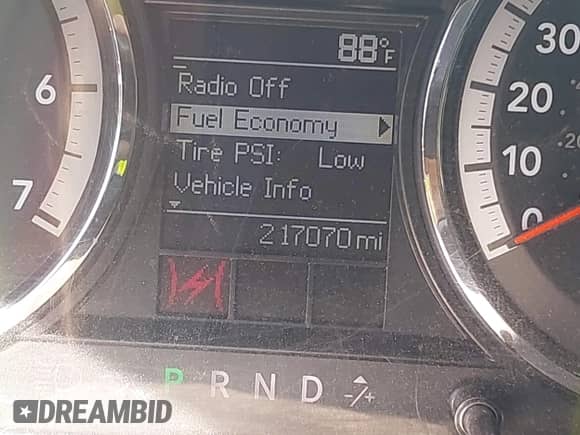 88°F
Radio Off
30
6
Fuel Economy
20
20
Tire PSI: Low
10
Vehicle Info
7
0
217070 mi
P R N D -/+
DREAMBID